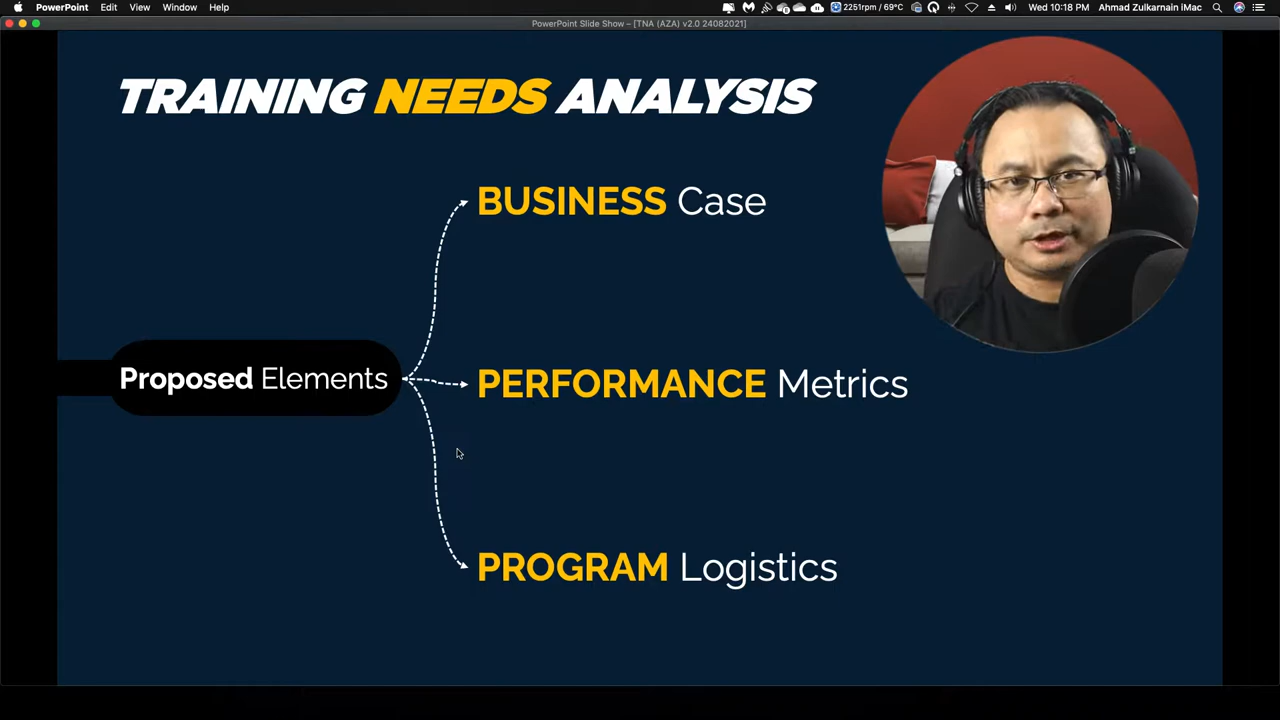 PowerPoint Edit View Window Help 2251rpm / 69°C Wed 10:18 PM Ahmad Zulkarnain iMac
PowerPoint Slide Show – [TNA (AZA) v2.0 24082021]
TRAINING NEEDS ANALYSIS
BUSINESS Case
Proposed Elements
PERFORMANCE Metrics
PROGRAM Logistics